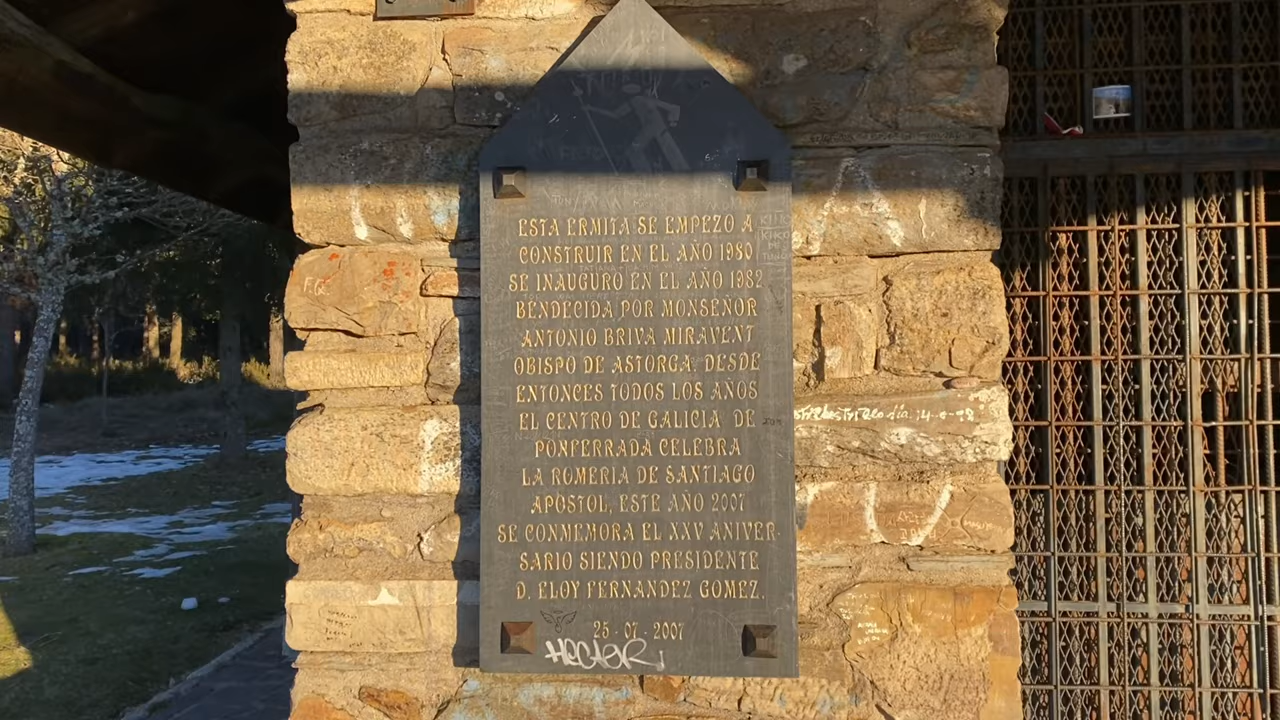 ESTA ERMITA SE EMPEZO A
CONSTRUIR EN EL AÑO 1980
SE INAUGURO EN EL AÑO 1982
BENDECIDA POR MONSEÑOR
ANTONIO BRIVA MIRAVENT
OBISPO DE ASTORGA. DESDE
ENTONCES TODOS LOS AÑOS
EL CENTRO DE GALICIA DE
PONFERRADA CELEBRA
LA ROMERIA DE SANTIAGO
APOSTOL, ESTE AÑO 2007
SE CONMEMORA EL XXV ANIVER-
SARIO SIENDO PRESIDENTE
D. ELOY FERNANDEZ GOMEZ.
25-07-2007
HECTOR
F.G
KIKO